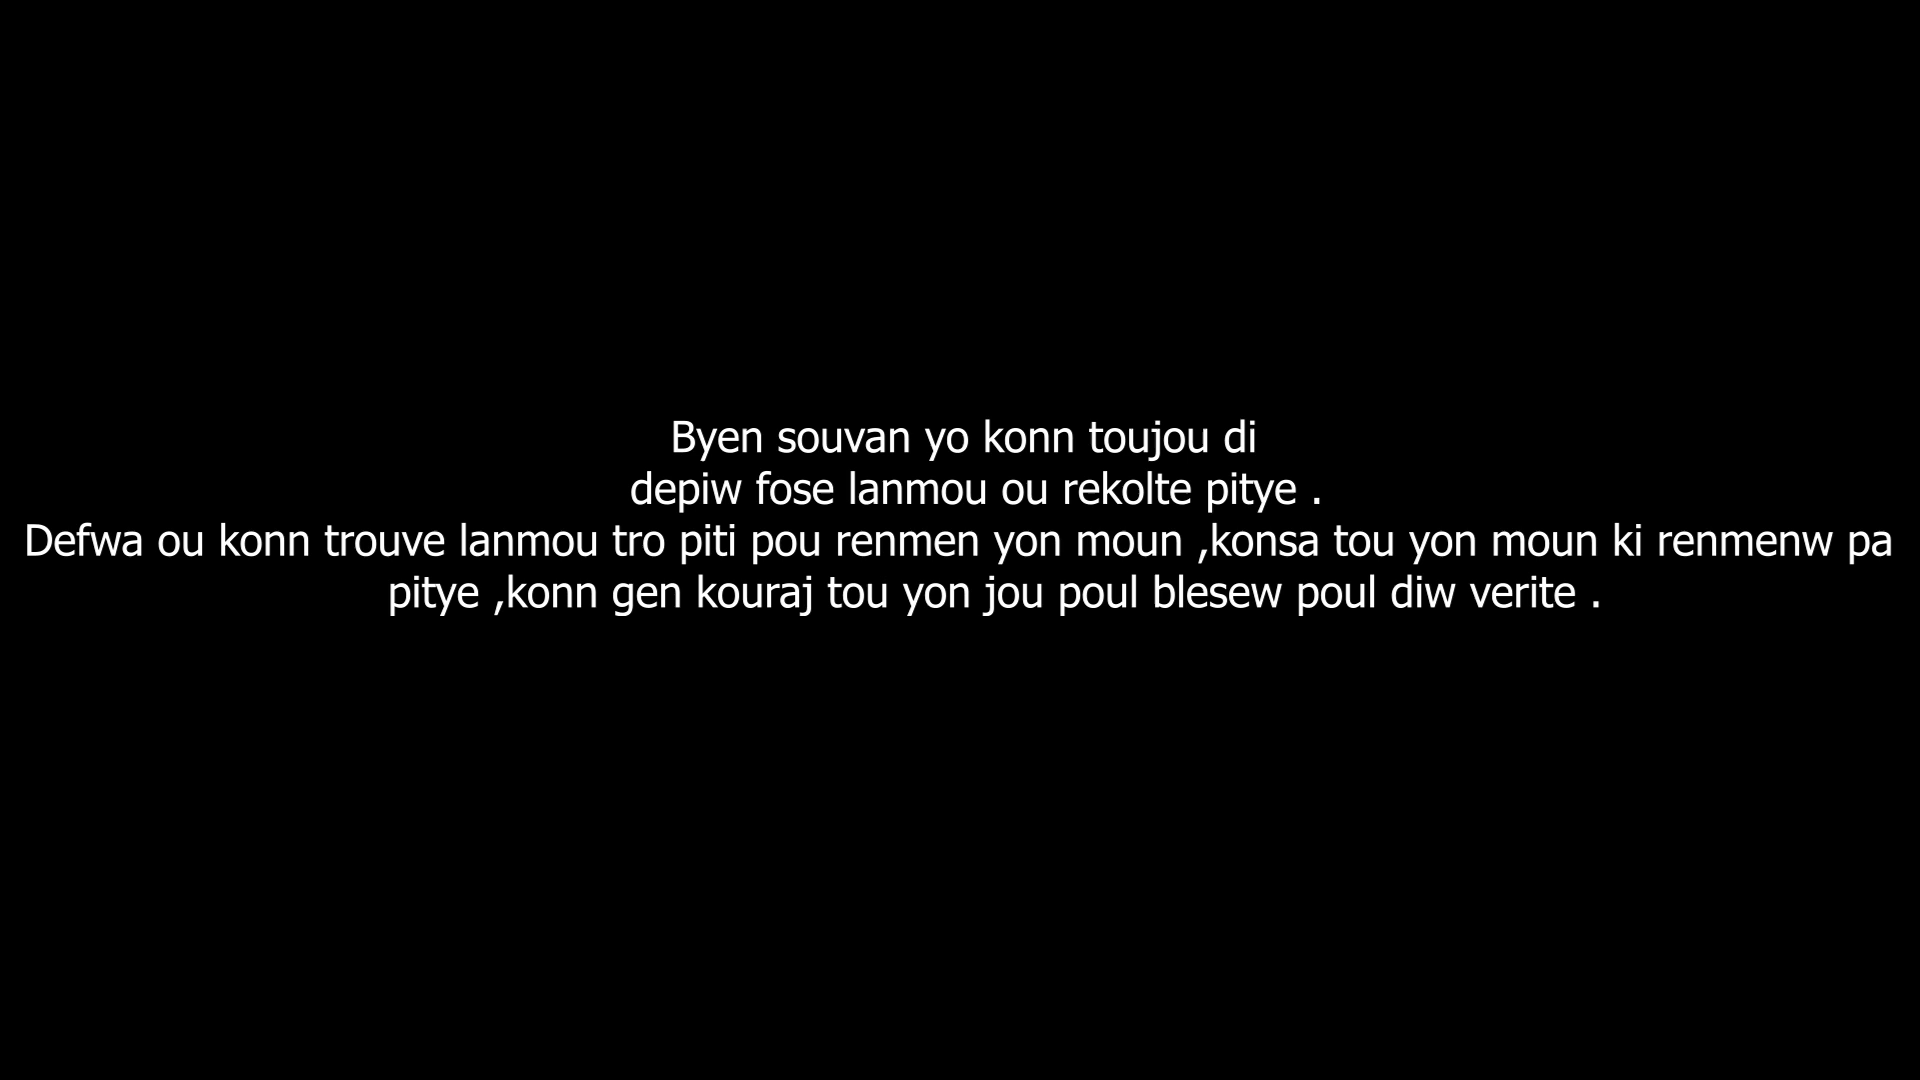 Byen souvan yo konn toujou di
depiw fose lanmou ou rekolte pitye .
Defwa ou konn trouve lanmou tro piti pou renmen yon moun ,konsa tou yon moun ki renmenw pa
pitye ,konn gen kouraj tou yon jou poul blesew poul diw verite .